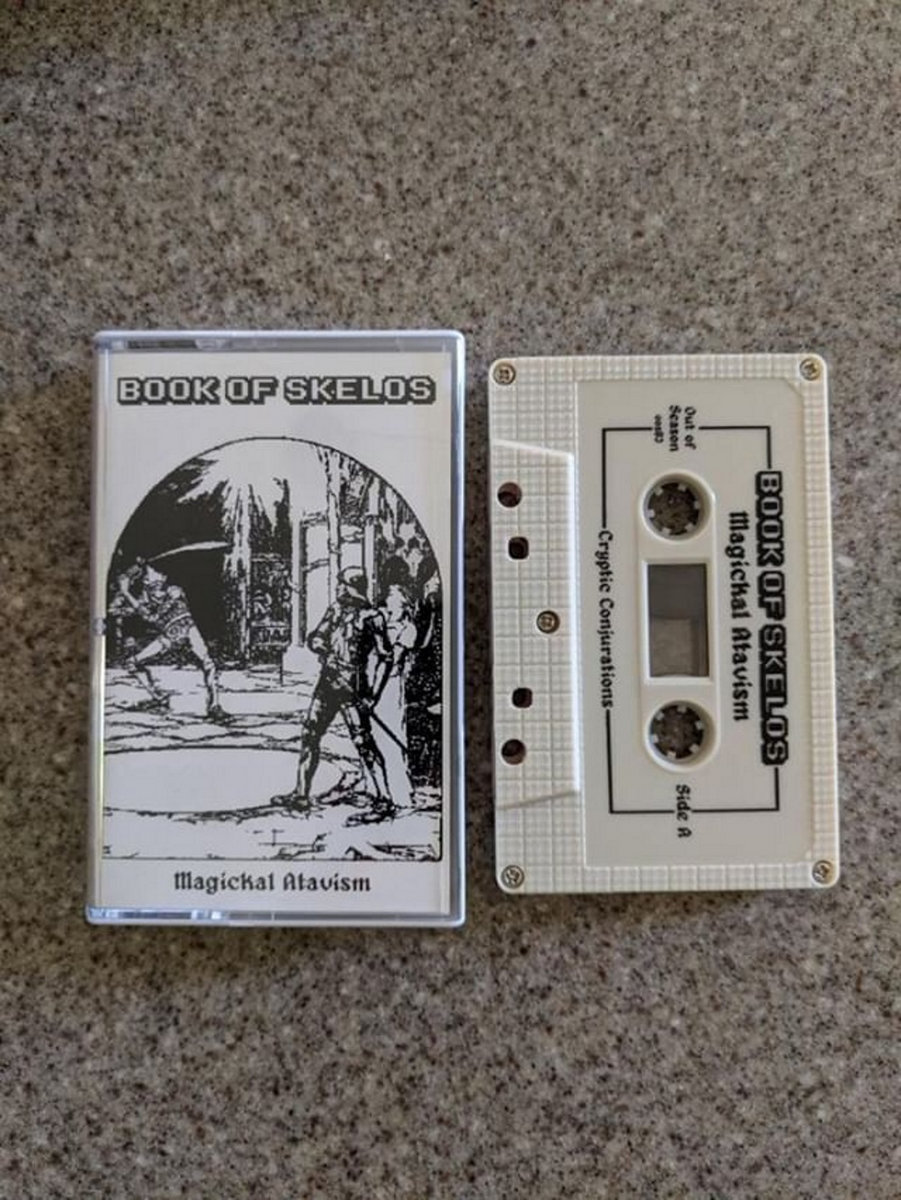 BOOK OF SKELOS
Magickal Atavism
BOOK OF SKELOS
Magickal Atavism
Out of
Season
Side A
Cryptic Conjurations